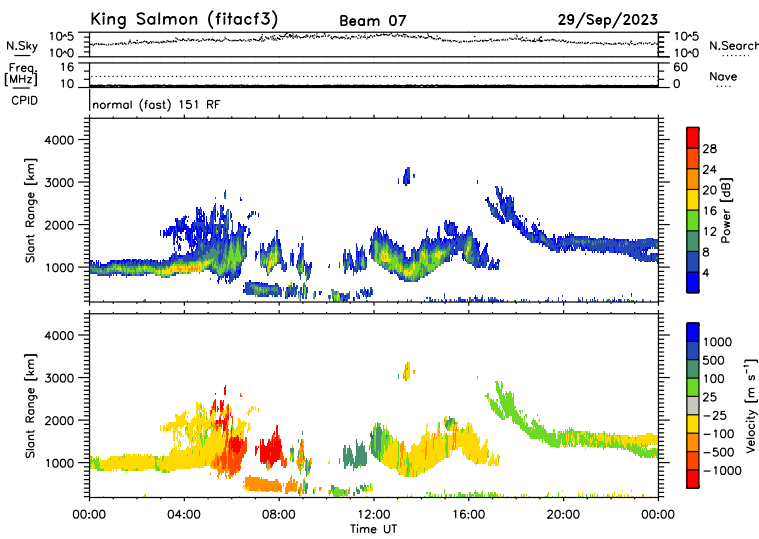 King Salmon (fitacf3) Beam 07 29/Sep/2023
N.Sky 10^5 10^0 10^5 10^0 N.Search
Freq. [MHz] 16 10 60 0 Nave
CPID normal (fast) 151 RF
Slant Range [km] 4000 3000 2000 1000
Power [dB] 28 24 20 16 12 8 4
Slant Range [km] 4000 3000 2000 1000
Velocity [m s⁻¹] 1000 500 100 25 −25 −100 −500 −1000
00:00 04:00 08:00 12:00 16:00 20:00 00:00
Time UT